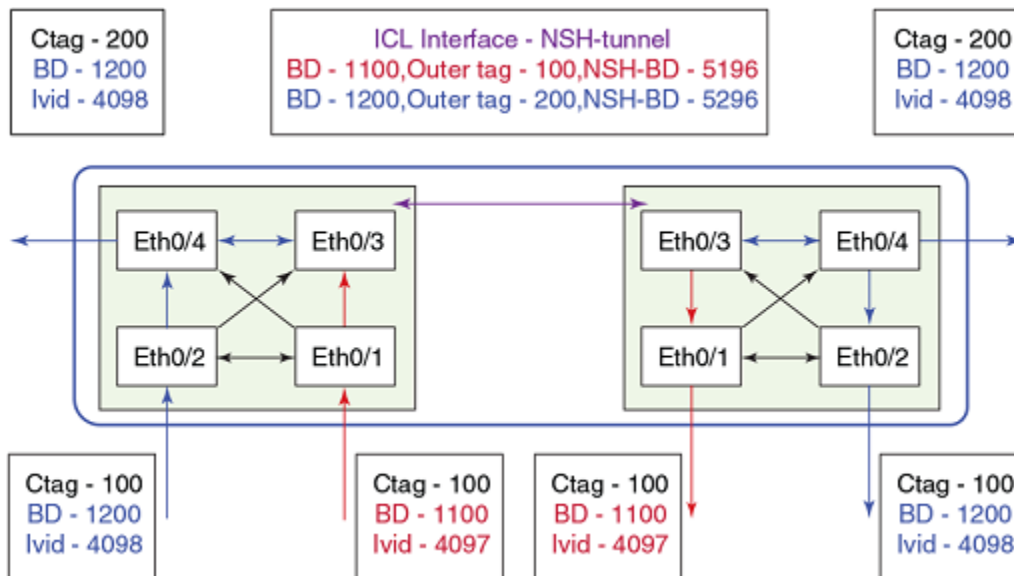 Ctag - 200
BD - 1200
Ivid - 4098
ICL Interface - NSH-tunnel
BD - 1100,Outer tag - 100,NSH-BD - 5196
BD - 1200,Outer tag - 200,NSH-BD - 5296
Ctag - 200
BD - 1200
Ivid - 4098
Eth0/4
Eth0/3
Eth0/2
Eth0/1
Eth0/3
Eth0/4
Eth0/1
Eth0/2
Ctag - 100
BD - 1200
Ivid - 4098
Ctag - 100
BD - 1100
Ivid - 4097
Ctag - 100
BD - 1100
Ivid - 4097
Ctag - 100
BD - 1200
Ivid - 4098